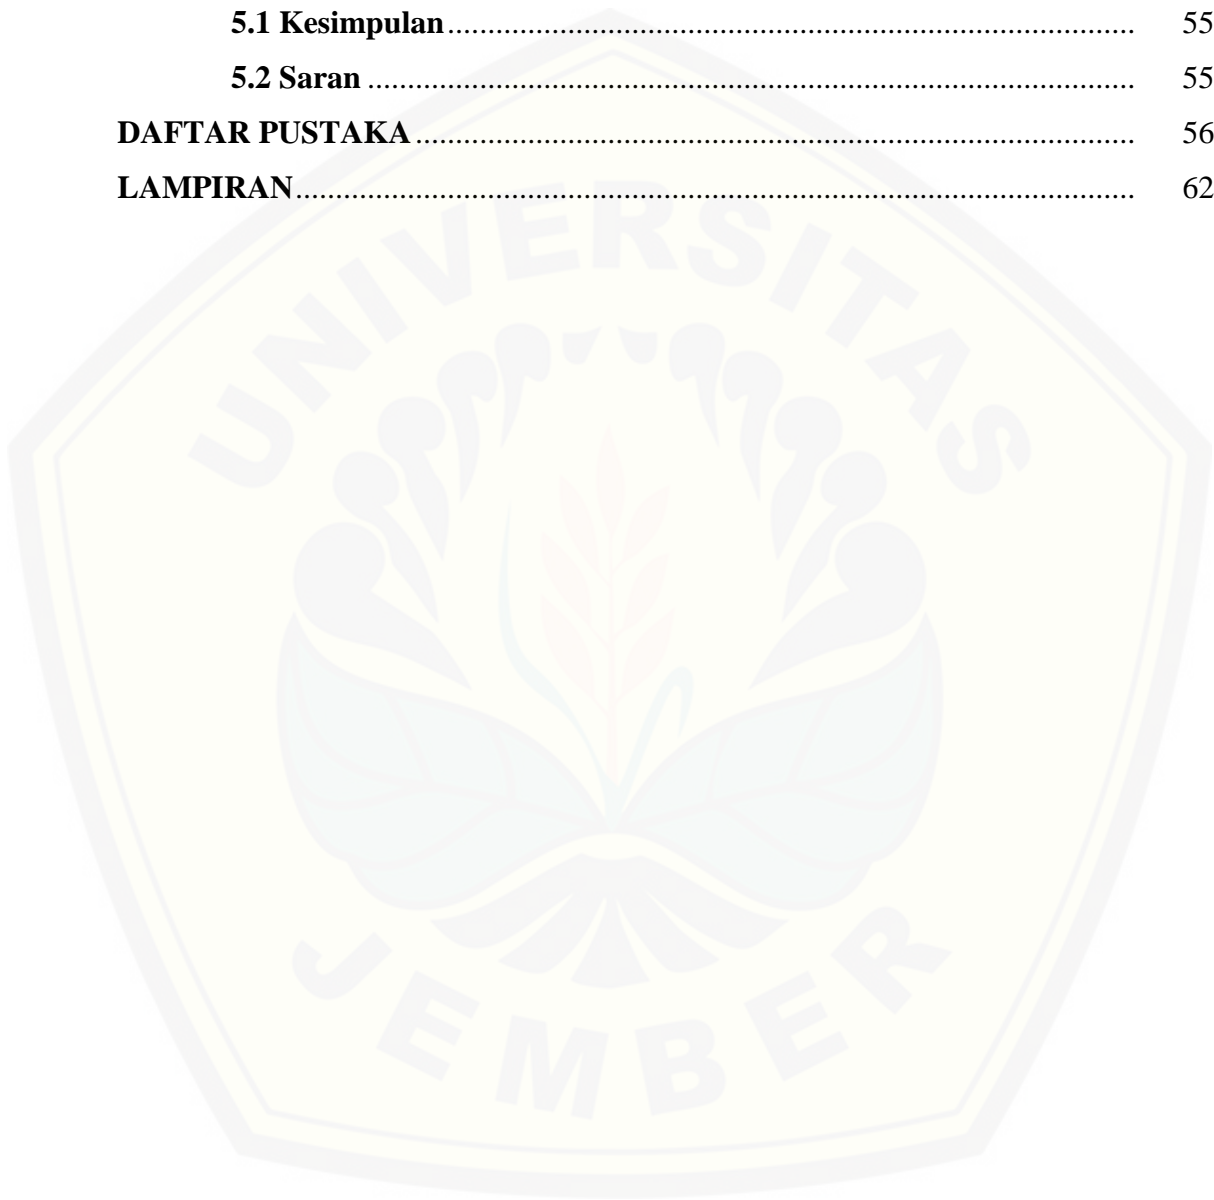 5.1 Kesimpulan.................................................................................... 55
5.2 Saran.............................................................................................. 55
DAFTAR PUSTAKA........................................................................................ 56
LAMPIRAN....................................................................................................... 62
UNIVERSITAS
JEMBER